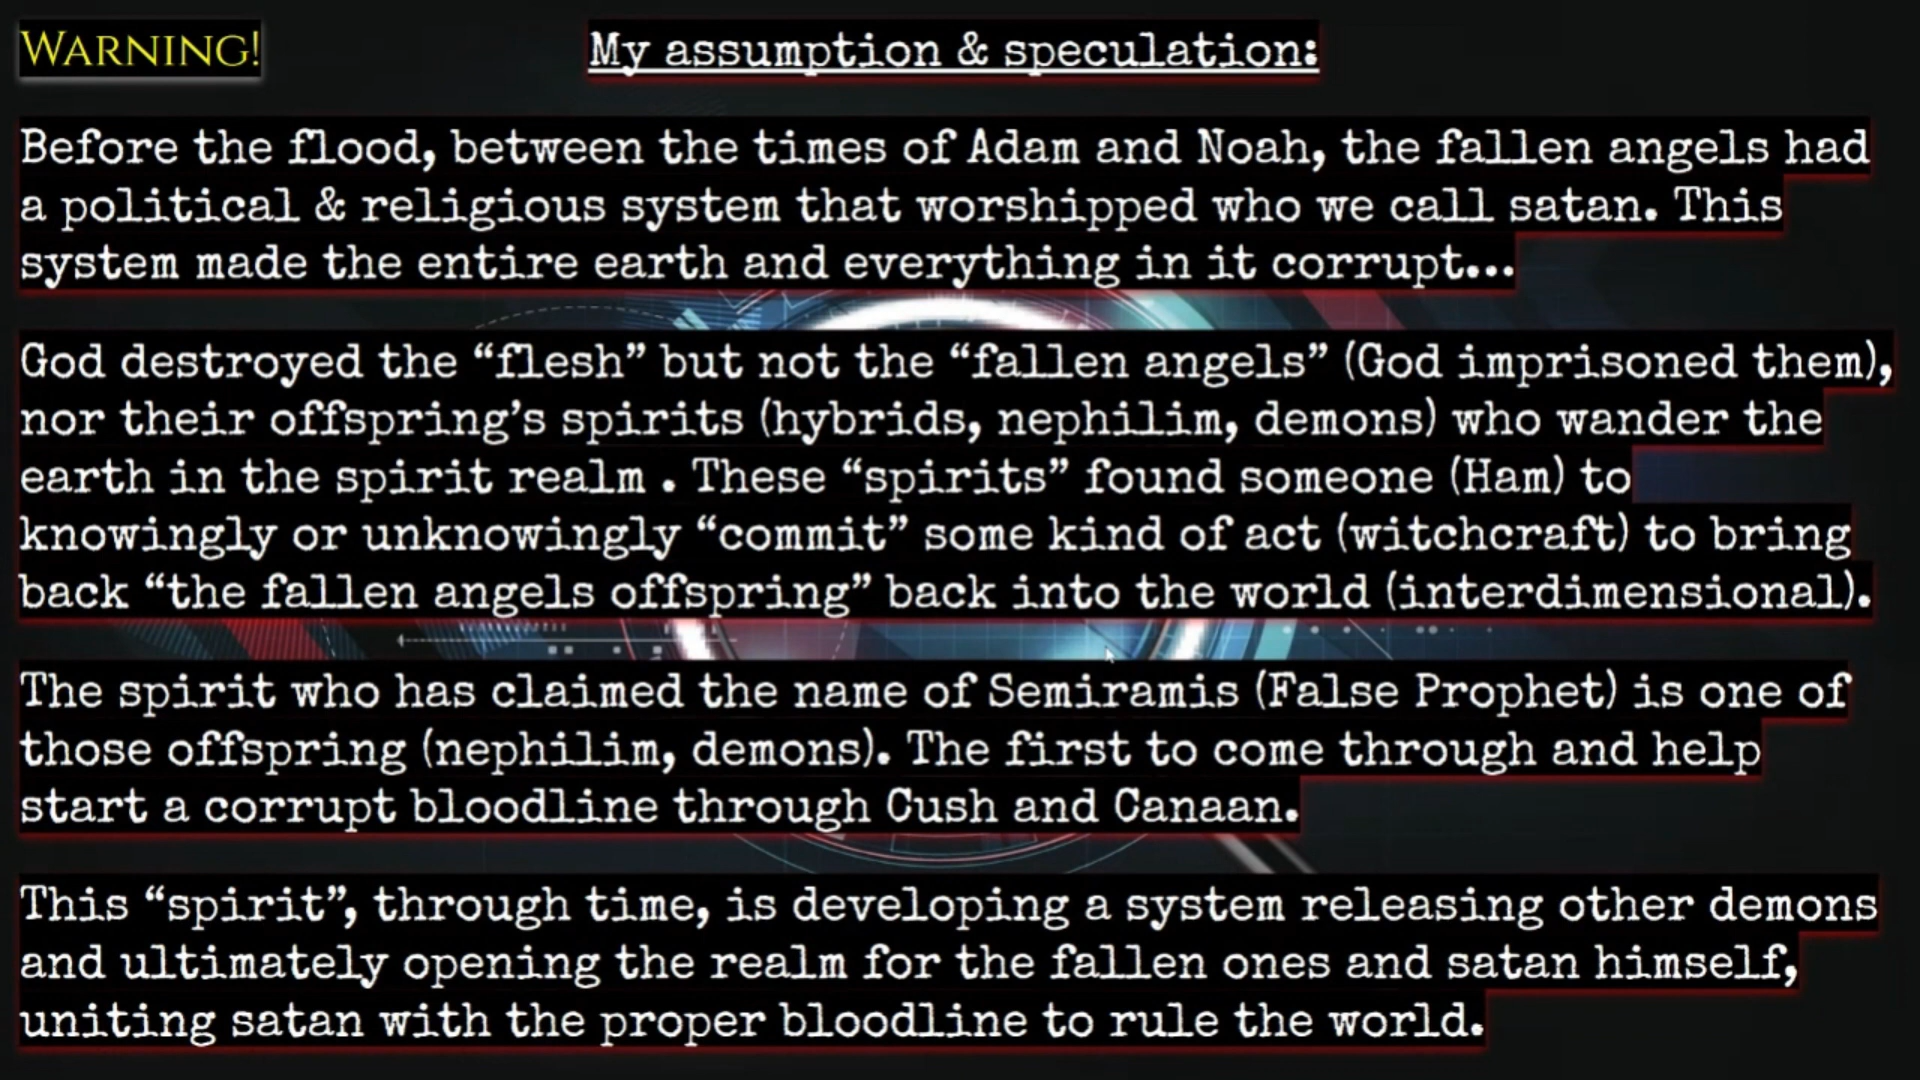 WARNING!
My assumption & speculation:
Before the flood, between the times of Adam and Noah, the fallen angels had
a political & religious system that worshipped who we call satan. This
system made the entire earth and everything in it corrupt...
God destroyed the “flesh” but not the “fallen angels” (God imprisoned them),
nor their offspring’s spirits (hybrids, nephilim, demons) who wander the
earth in the spirit realm . These “spirits” found someone (Ham) to
knowingly or unknowingly “commit” some kind of act (witchcraft) to bring
back “the fallen angels offspring” back into the world (interdimensional).
The spirit who has claimed the name of Semiramis (False Prophet) is one of
those offspring (nephilim, demons). The first to come through and help
start a corrupt bloodline through Cush and Canaan.
This “spirit”, through time, is developing a system releasing other demons
and ultimately opening the realm for the fallen ones and satan himself,
uniting satan with the proper bloodline to rule the world.